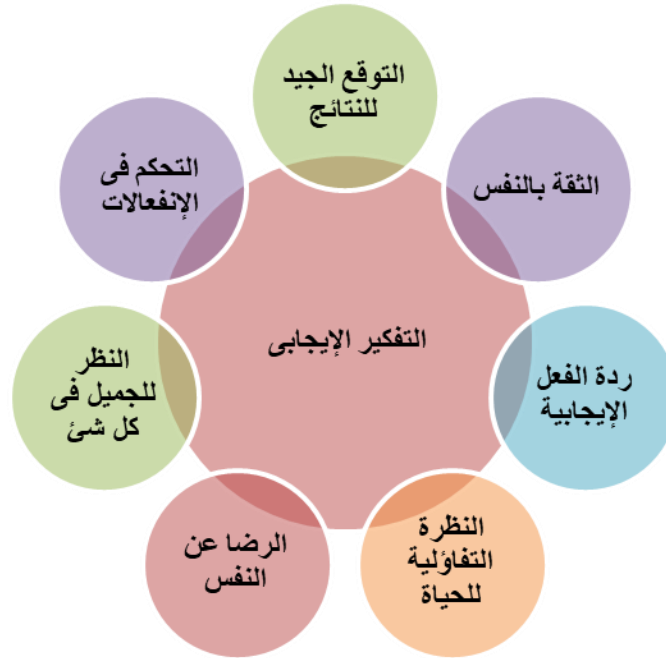 التوقع الجيد
للنتائج
الثقة بالنفس
ردة الفعل
الإيجابية
النظرة
التفاؤلية
للحياة
الرضا عن
النفس
النظر
للجميل فى
كل شئ
التحكم فى
الإنفعالات
التفكير الإيجابى